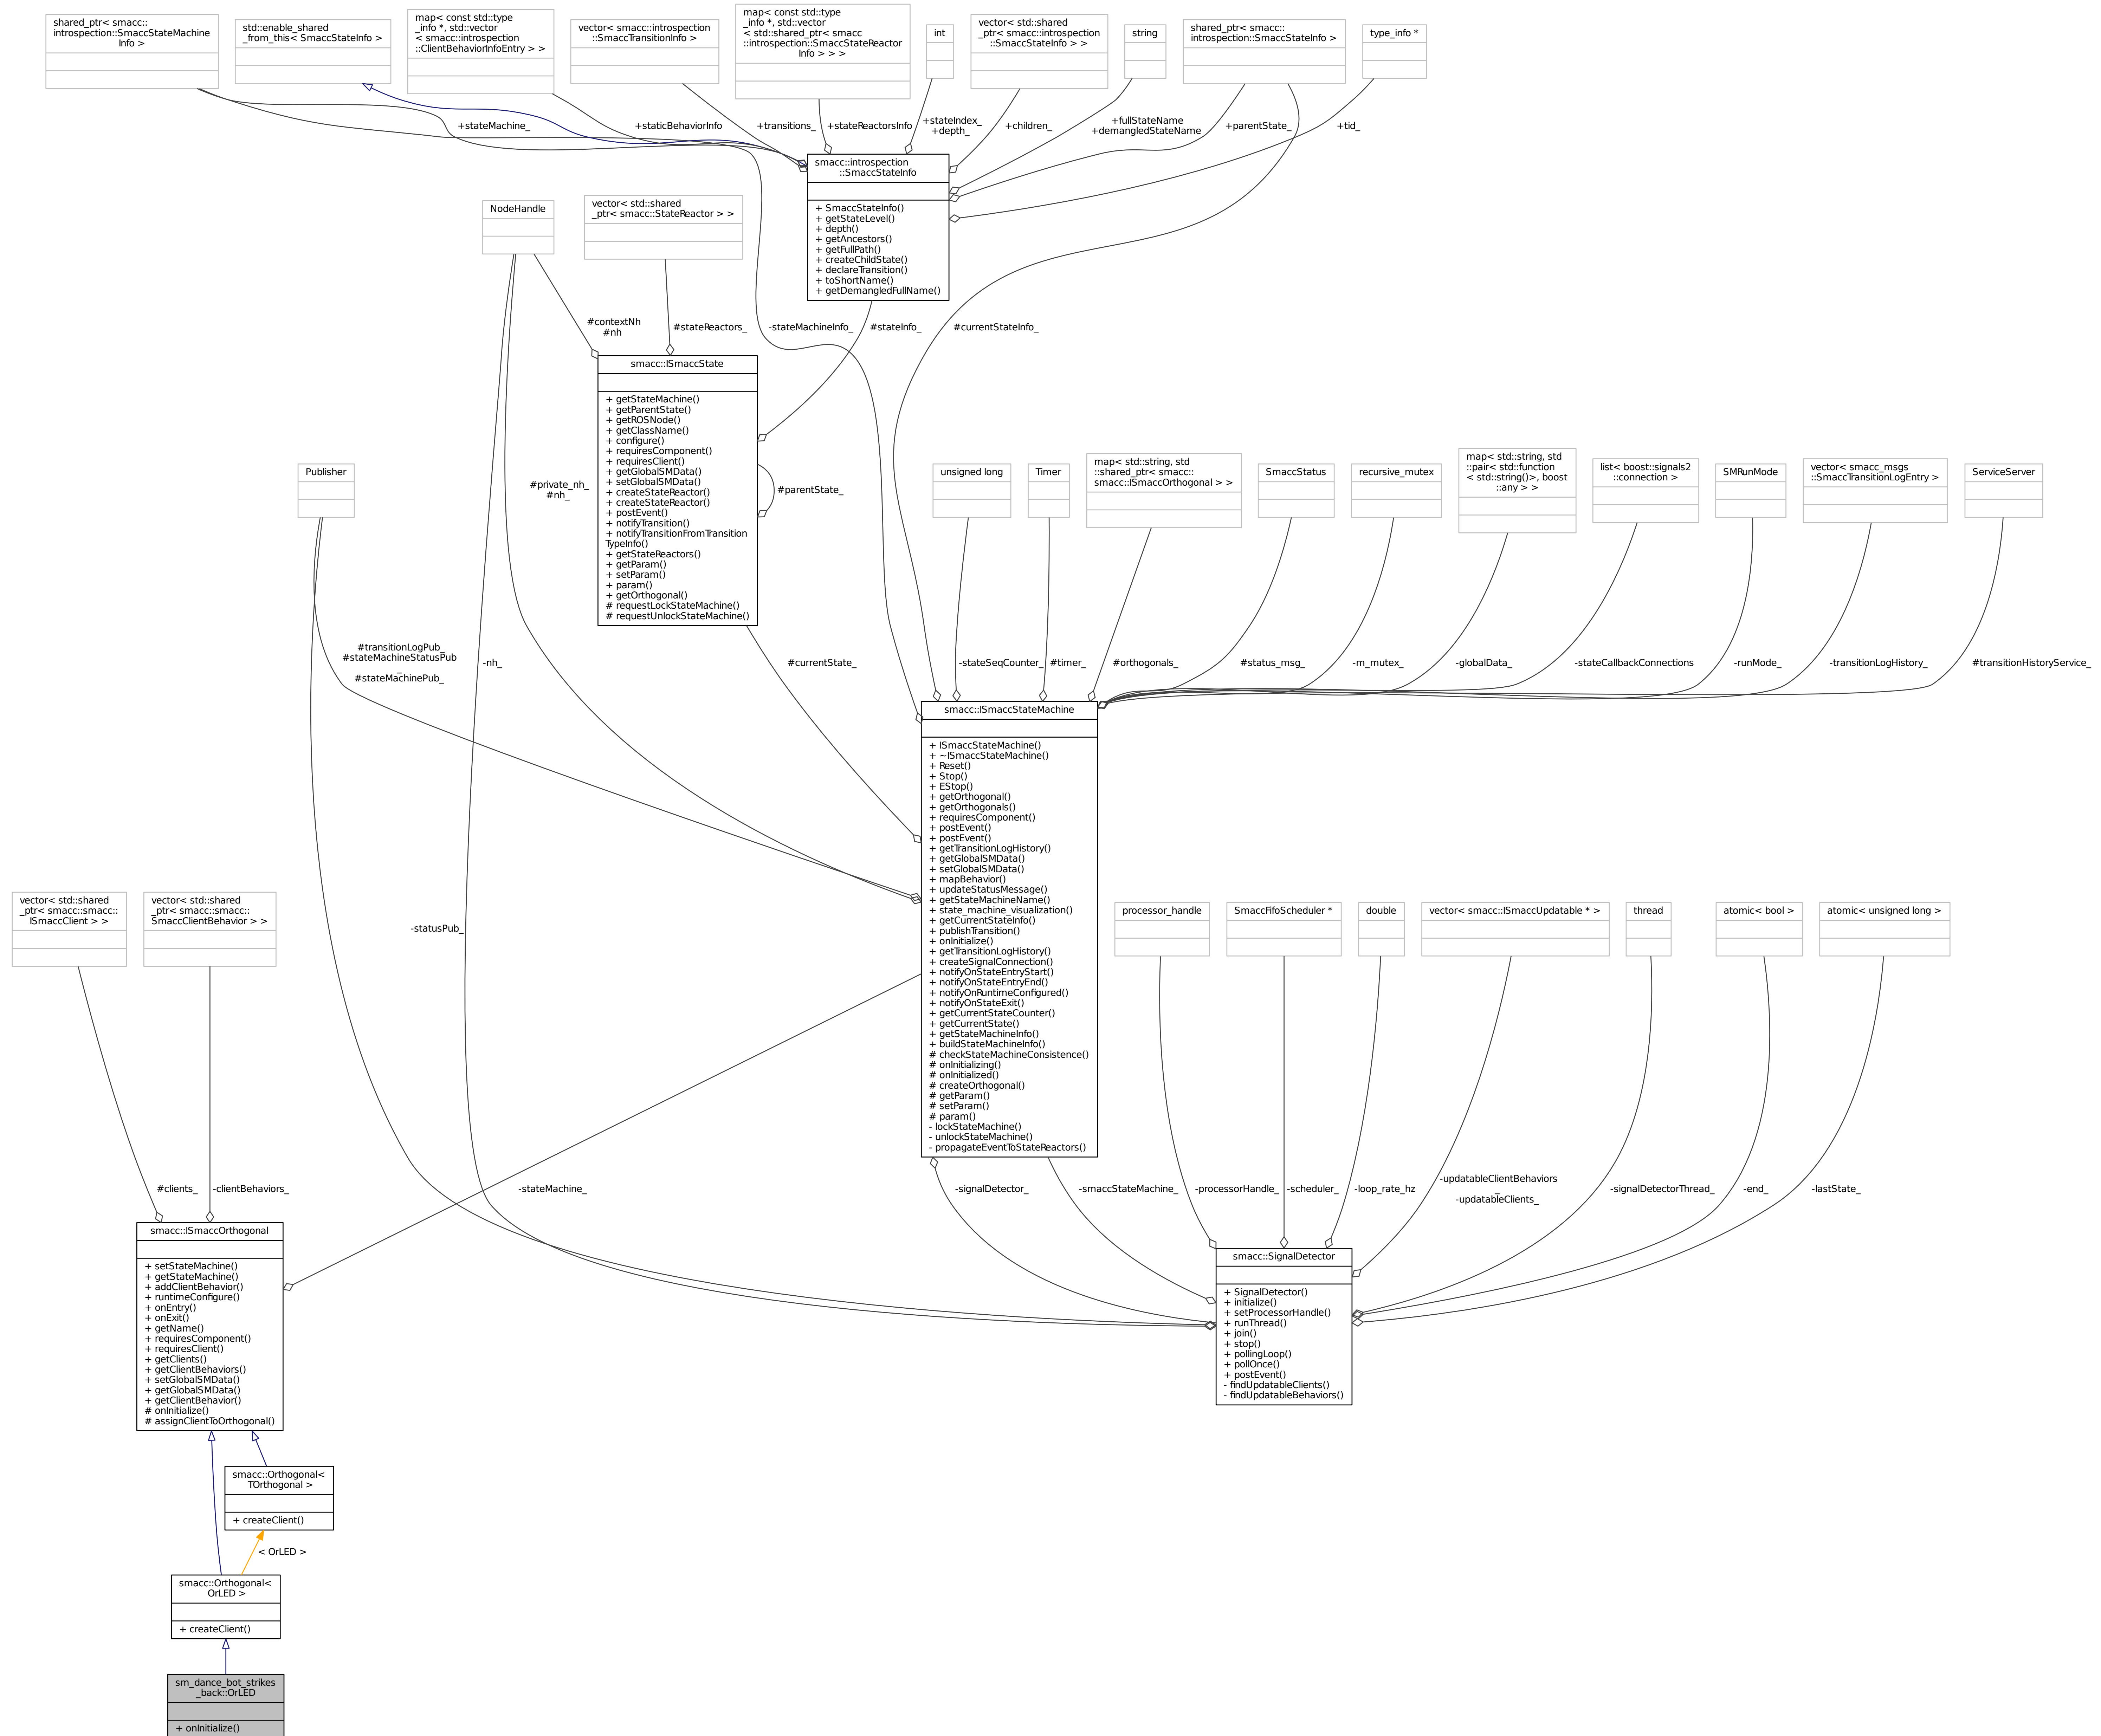 shared_ptr< smacc::
introspection::SmaccStateMachine
Info >
std::enable_shared
_from_this< SmaccStateInfo >
map< const std::type
_info *, std::vector
< smacc::introspection
::ClientBehaviorInfoEntry > >
vector< smacc::introspection
::SmaccTransitionInfo >
map< const std::type
_info *, std::vector
< std::shared_ptr< smacc
::introspection::SmaccStateReactor
Info > > >
int
vector< std::shared
_ptr< smacc::introspection
::SmaccStateInfo > >
string
shared_ptr< smacc::
introspection::SmaccStateInfo >
type_info *
+stateMachine_
+staticBehaviorInfo
+transitions_
+stateReactorsInfo
+stateIndex_
+depth_
+children_
+fullStateName
+demangledStateName
+parentState_
+tid_
smacc::introspection
::SmaccStateInfo
+ SmaccStateInfo()
+ getStateLevel()
+ depth()
+ getAncestors()
+ getFullPath()
+ createChildState()
+ declareTransition()
+ toShortName()
+ getDemangledFullName()
NodeHandle
vector< std::shared
_ptr< smacc::StateReactor > >
#contextNh
#nh
#stateReactors_
-stateMachineInfo_
#stateInfo_
#currentStateInfo_
smacc::ISmaccState
+ getStateMachine()
+ getParentState()
+ getROSNode()
+ getClassName()
+ configure()
+ requiresComponent()
+ requiresClient()
+ getGlobalSMData()
+ setGlobalSMData()
+ createStateReactor()
+ createStateReactor()
+ postEvent()
+ notifyTransition()
+ notifyTransitionFromTransition
TypeInfo()
+ getStateReactors()
+ getParam()
+ setParam()
+ param()
+ getOrthogonal()
# requestLockStateMachine()
# requestUnlockStateMachine()
#parentState_
#private_nh_
#nh_
Publisher
unsigned long
Timer
map< std::string, std
::shared_ptr< smacc::
smacc::ISmaccOrthogonal > >
SmaccStatus
recursive_mutex
map< std::string, std
::pair< std::function
< std::string()>, boost
::any > >
list< boost::signals2
::connection >
SMRunMode
vector< smacc_msgs
::SmaccTransitionLogEntry >
ServiceServer
#transitionLogPub_
#stateMachineStatusPub
_
#stateMachinePub_
-nh_
#currentState_
-stateSeqCounter_
#timer_
#orthogonals_
#status_msg_
-m_mutex_
-globalData_
-stateCallbackConnections
-runMode_
-transitionLogHistory_
#transitionHistoryService_
smacc::ISmaccStateMachine
+ ISmaccStateMachine()
+ ~ISmaccStateMachine()
+ Reset()
+ Stop()
+ EStop()
+ getOrthogonal()
+ getOrthogonals()
+ requiresComponent()
+ postEvent()
+ postEvent()
+ getTransitionLogHistory()
+ getGlobalSMData()
+ setGlobalSMData()
+ mapBehavior()
+ updateStatusMessage()
+ getStateMachineName()
+ state_machine_visualization()
+ getCurrentStateInfo()
+ publishTransition()
+ onInitialize()
+ getTransitionLogHistory()
+ createSignalConnection()
+ notifyOnStateEntryStart()
+ notifyOnStateEntryEnd()
+ notifyOnRuntimeConfigured()
+ notifyOnStateExit()
+ getCurrentStateCounter()
+ getCurrentState()
+ getStateMachineInfo()
+ buildStateMachineInfo()
# checkStateMachineConsistence()
# onInitializing()
# onInitialized()
# createOrthogonal()
# getParam()
# setParam()
# param()
- lockStateMachine()
- unlockStateMachine()
- propagateEventToStateReactors()
vector< std::shared
_ptr< smacc::smacc::
ISmaccClient > >
vector< std::shared
_ptr< smacc::smacc::
SmaccClientBehavior > >
-statusPub_
processor_handle
SmaccFifoScheduler *
double
vector< smacc::ISmaccUpdatable * >
thread
atomic< bool >
atomic< unsigned long >
#clients_
-clientBehaviors_
-stateMachine_
-signalDetector_
-smaccStateMachine_
-processorHandle_
-scheduler_
-loop_rate_hz
-updatableClientBehaviors
_
-updatableClients_
-signalDetectorThread_
-end_
-lastState_
smacc::ISmaccOrthogonal
+ setStateMachine()
+ getStateMachine()
+ addClientBehavior()
+ runtimeConfigure()
+ onEntry()
+ onExit()
+ getName()
+ requiresComponent()
+ requiresClient()
+ getClients()
+ getClientBehaviors()
+ setGlobalSMData()
+ getGlobalSMData()
+ getClientBehavior()
# onInitialize()
# assignClientToOrthogonal()
smacc::SignalDetector
+ SignalDetector()
+ initialize()
+ setProcessorHandle()
+ runThread()
+ join()
+ stop()
+ pollingLoop()
+ pollOnce()
+ postEvent()
- findUpdatableClients()
- findUpdatableBehaviors()
smacc::Orthogonal<
TOrthogonal >
+ createClient()
< OrLED >
smacc::Orthogonal<
OrLED >
+ createClient()
sm_dance_bot_strikes
_back::OrLED
+ onInitialize()